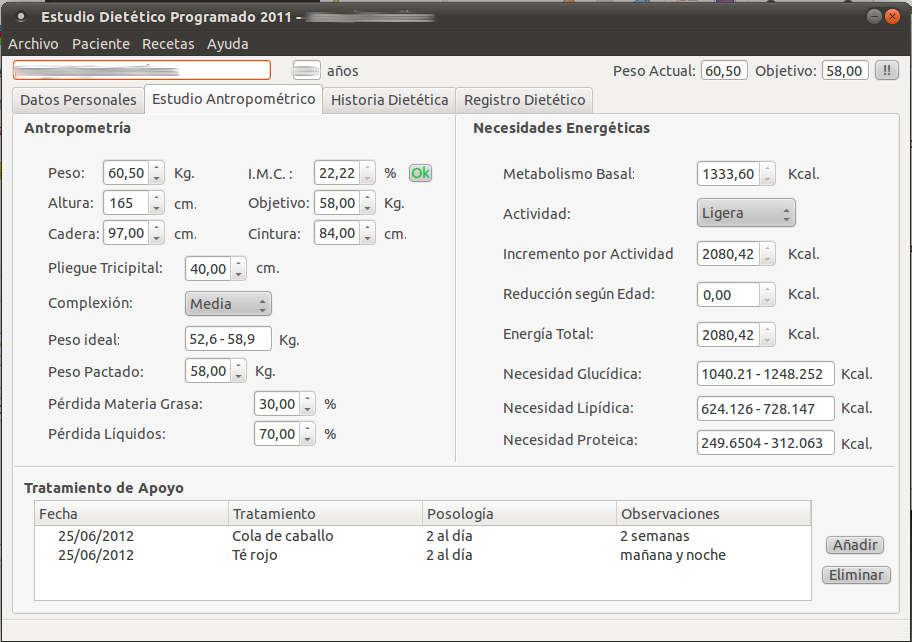 Estudio Dietético Programado 2011 -
Archivo Paciente Recetas Ayuda
años Peso Actual: 60,50 Objetivo: 58,00 !!
Datos Personales Estudio Antropométrico Historia Dietética Registro Dietético
Antropometría
Peso: 60,50 Kg. I.M.C. : 22,22 % Ok
Altura: 165 cm. Objetivo: 58,00 Kg.
Cadera: 97,00 cm. Cintura: 84,00 cm.
Pliegue Tricipital: 40,00 cm.
Complexión: Media
Peso ideal: 52,6 - 58,9 Kg.
Peso Pactado: 58,00 Kg.
Pérdida Materia Grasa: 30,00 %
Pérdida Líquidos: 70,00 %
Necesidades Energéticas
Metabolismo Basal: 1333,60 Kcal.
Actividad: Ligera
Incremento por Actividad 2080,42 Kcal.
Reducción según Edad: 0,00 Kcal.
Energía Total: 2080,42 Kcal.
Necesidad Glucídica: 1040.21 - 1248.252 Kcal.
Necesidad Lipídica: 624.126 - 728.147 Kcal.
Necesidad Proteica: 249.6504 - 312.063 Kcal.
Tratamiento de Apoyo
Fecha Tratamiento Posología Observaciones
25/06/2012 Cola de caballo 2 al día 2 semanas
25/06/2012 Té rojo 2 al día mañana y noche
Añadir
Eliminar